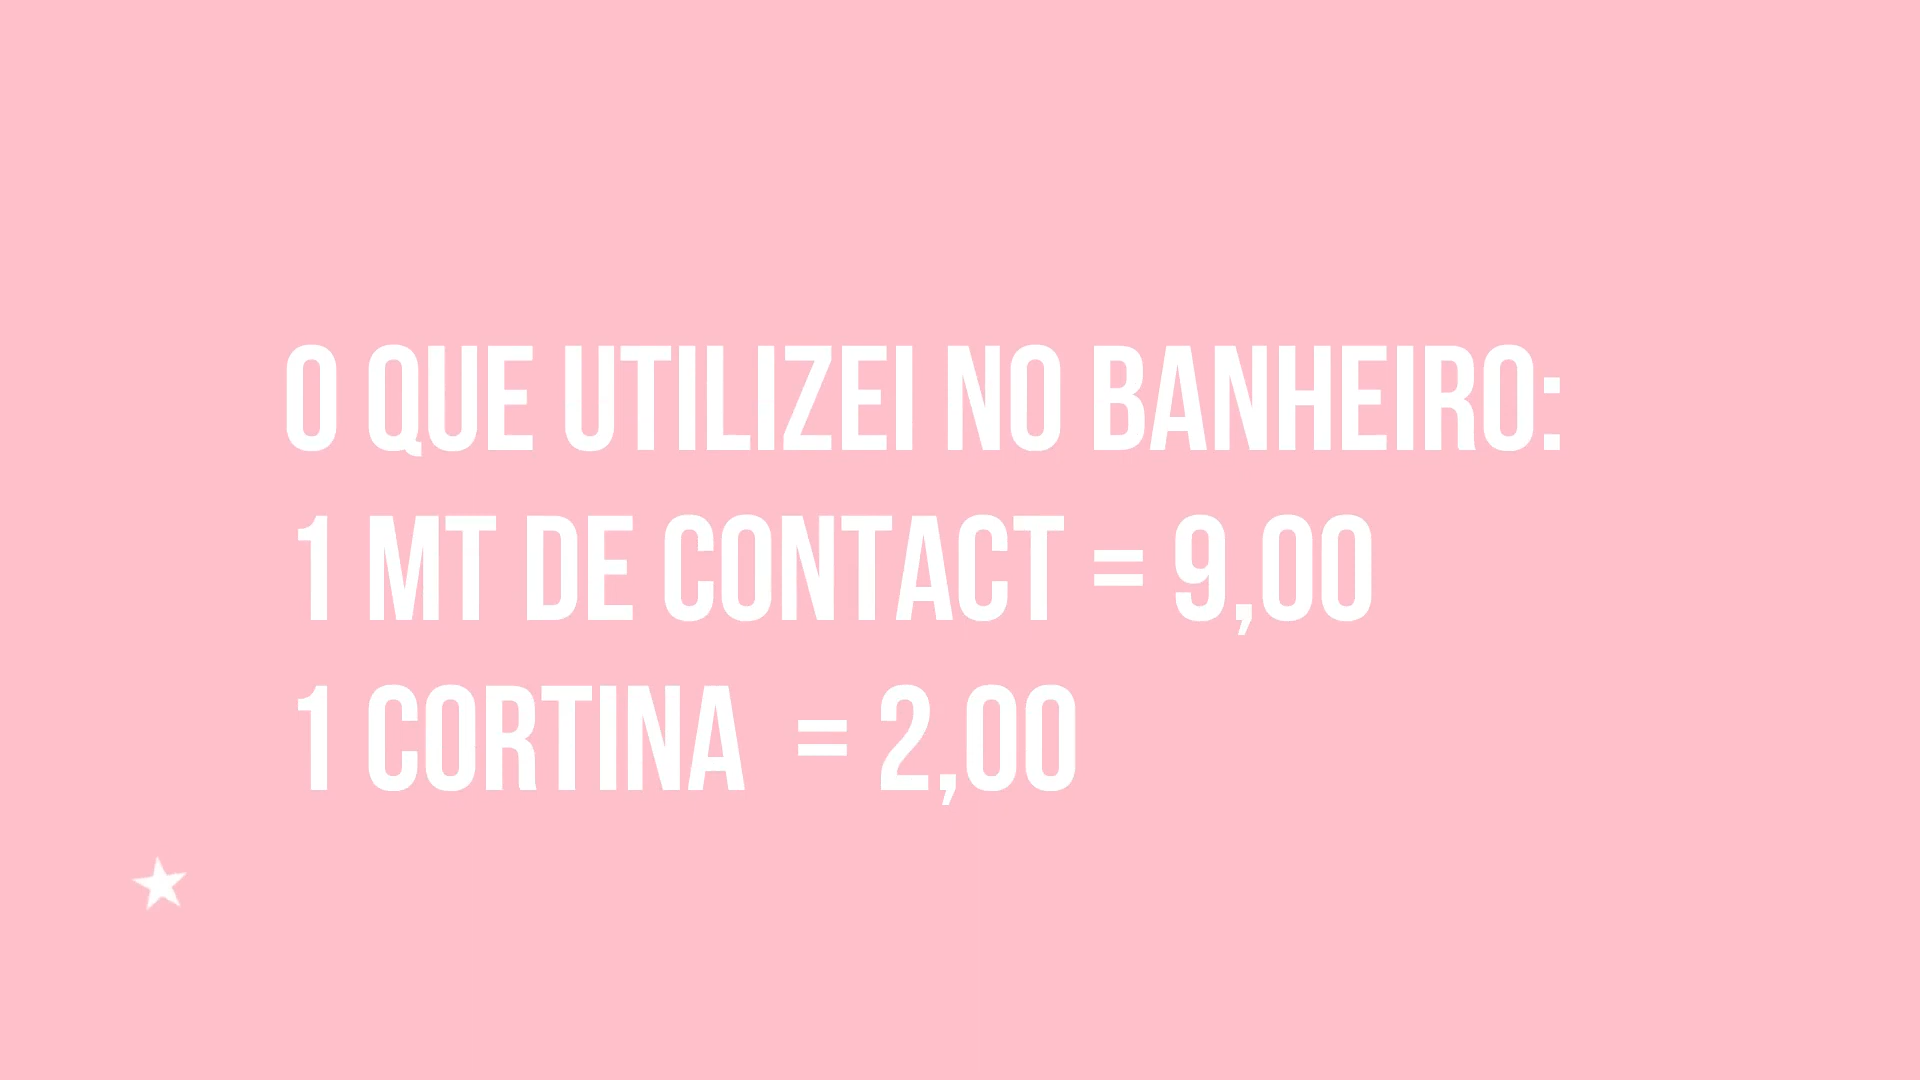 O QUE UTILIZEI NO BANHEIRO:
1 MT DE CONTACT = 9,00
1 CORTINA = 2,00